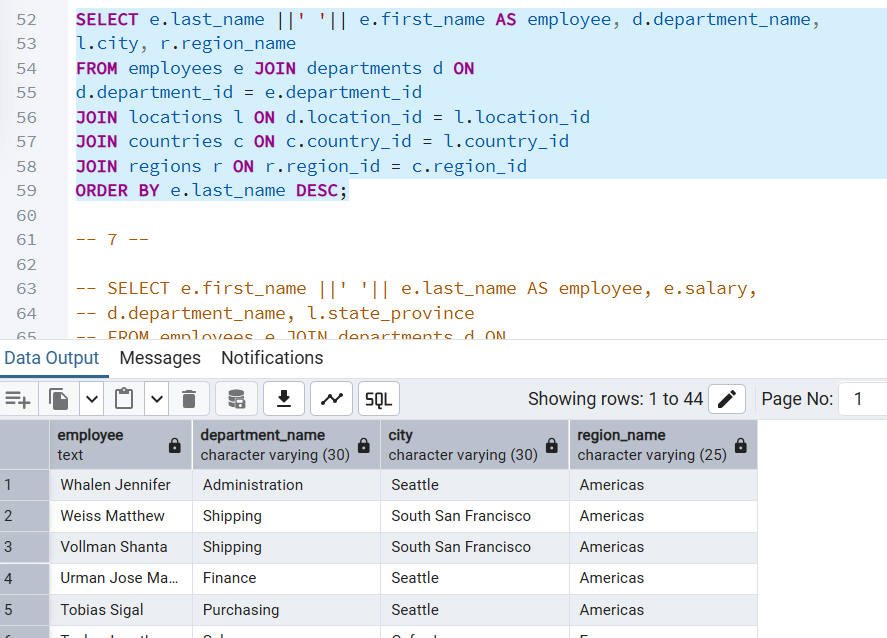 52 SELECT e.last_name ||' '|| e.first_name AS employee, d.department_name,
53 l.city, r.region_name
54 FROM employees e JOIN departments d ON
55 d.department_id = e.department_id
56 JOIN locations l ON d.location_id = l.location_id
57 JOIN countries c ON c.country_id = l.country_id
58 JOIN regions r ON r.region_id = c.region_id
59 ORDER BY e.last_name DESC;
60
61 -- 7 --
62
63 -- SELECT e.first_name ||' '|| e.last_name AS employee, e.salary,
64 -- d.department_name, l.state_province
65 -- FROM employees e JOIN departments d ON
Data Output Messages Notifications
SQL Showing rows: 1 to 44 Page No: 1
employee department_name city region_name
text character varying (30) character varying (30) character varying (25)
1 Whalen Jennifer Administration Seattle Americas
2 Weiss Matthew Shipping South San Francisco Americas
3 Vollman Shanta Shipping South San Francisco Americas
4 Urman Jose Ma... Finance Seattle Americas
5 Tobias Sigal Purchasing Seattle Americas